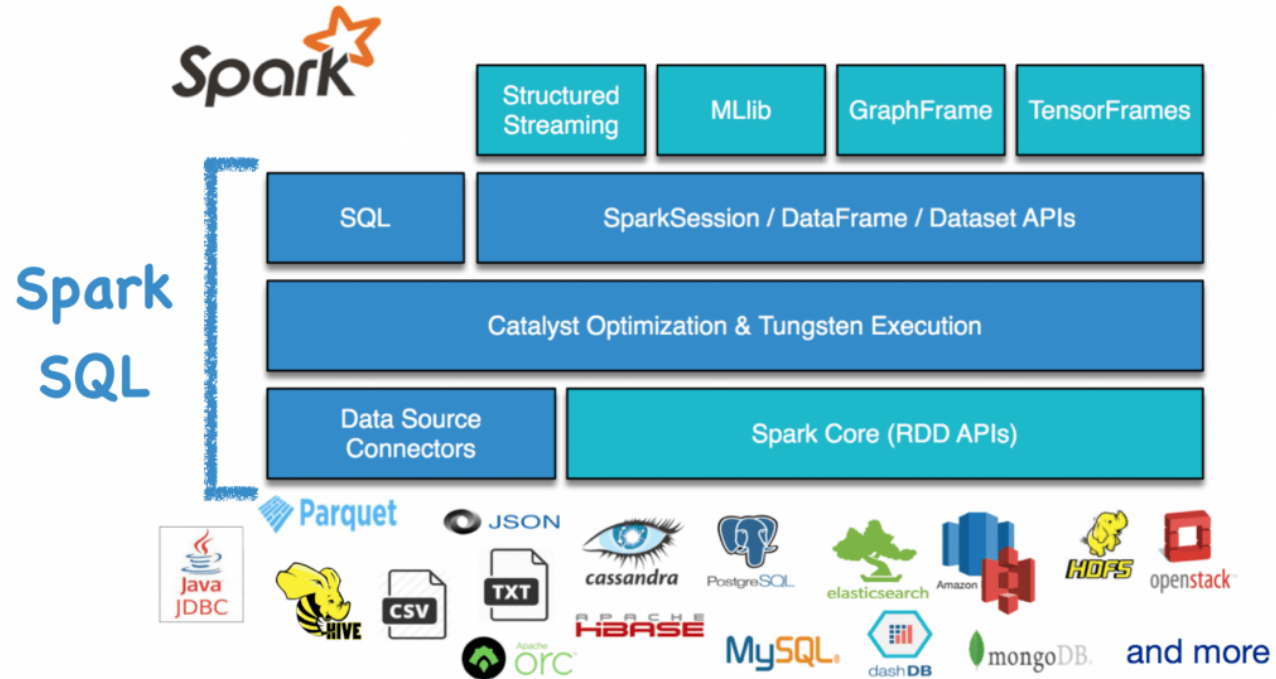 Spark
Structured
Streaming
MLlib
GraphFrame
TensorFrames
Spark
SQL
SQL
SparkSession / DataFrame / Dataset APIs
Catalyst Optimization & Tungsten Execution
Data Source
Connectors
Spark Core (RDD APIs)
Parquet
JSON
Java
JDBC
HIVE
CSV
TXT
cassandra
PostgreSQL
elasticsearch
Amazon
HDFS
openstack
APACHE
HBASE
Apache
orc
MySQL
dashDB
mongoDB
and more